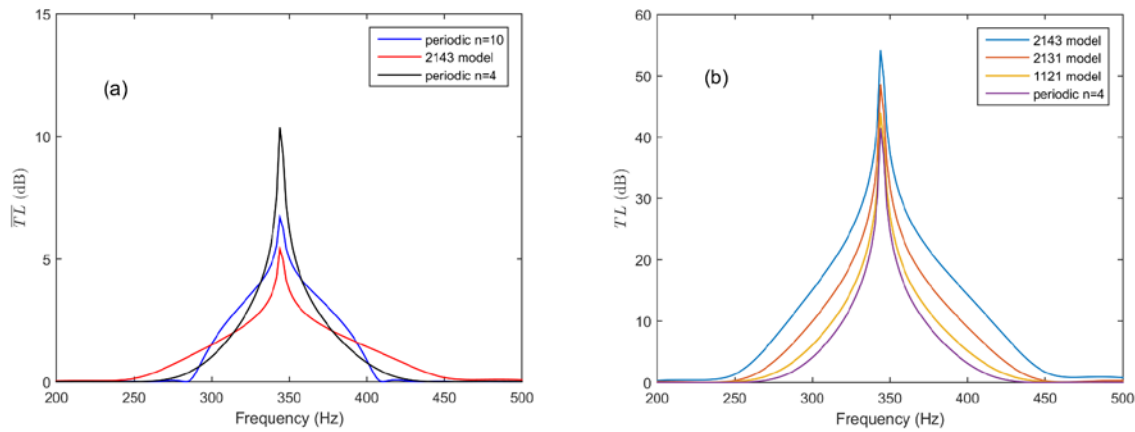 15
10
5
0
200
250
300
350
400
450
500
Frequency (Hz)
TL (dB)
(a)
periodic n=10
2143 model
periodic n=4
60
50
40
30
20
10
0
200
250
300
350
400
450
500
Frequency (Hz)
TL (dB)
(b)
2143 model
2131 model
1121 model
periodic n=4